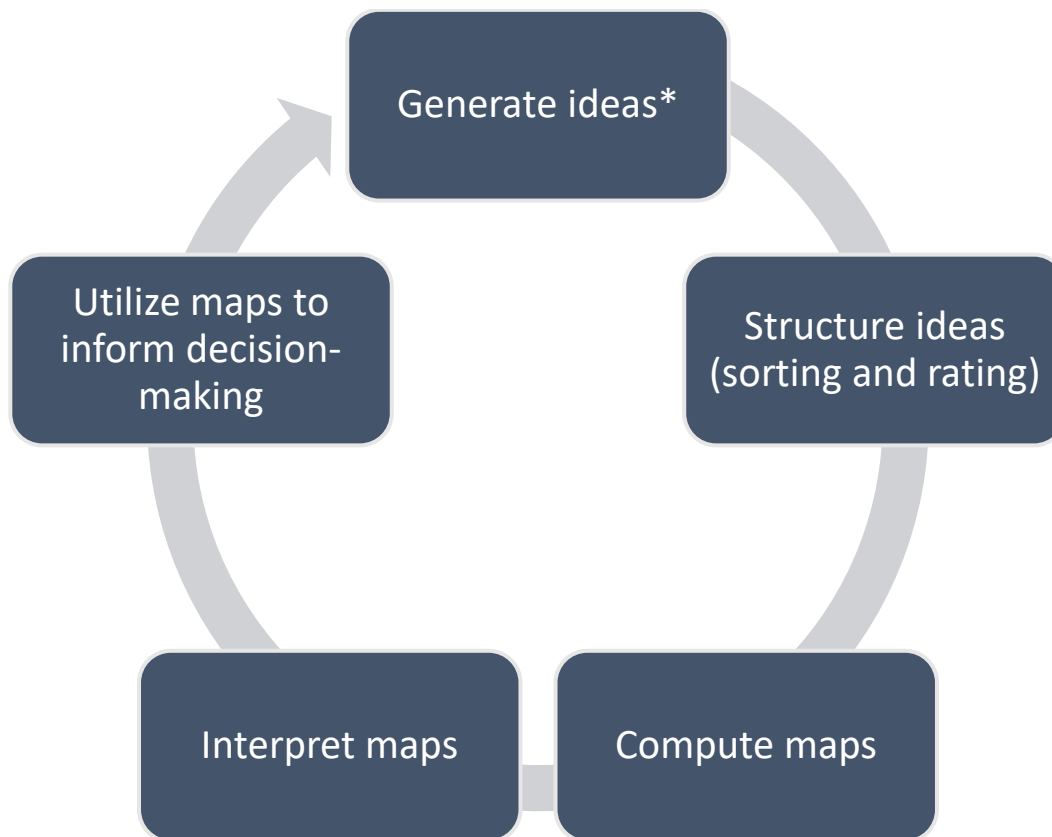 Generate ideas*
Structure ideas
(sorting and rating)
Compute maps
Interpret maps
Utilize maps to
inform decision-
making